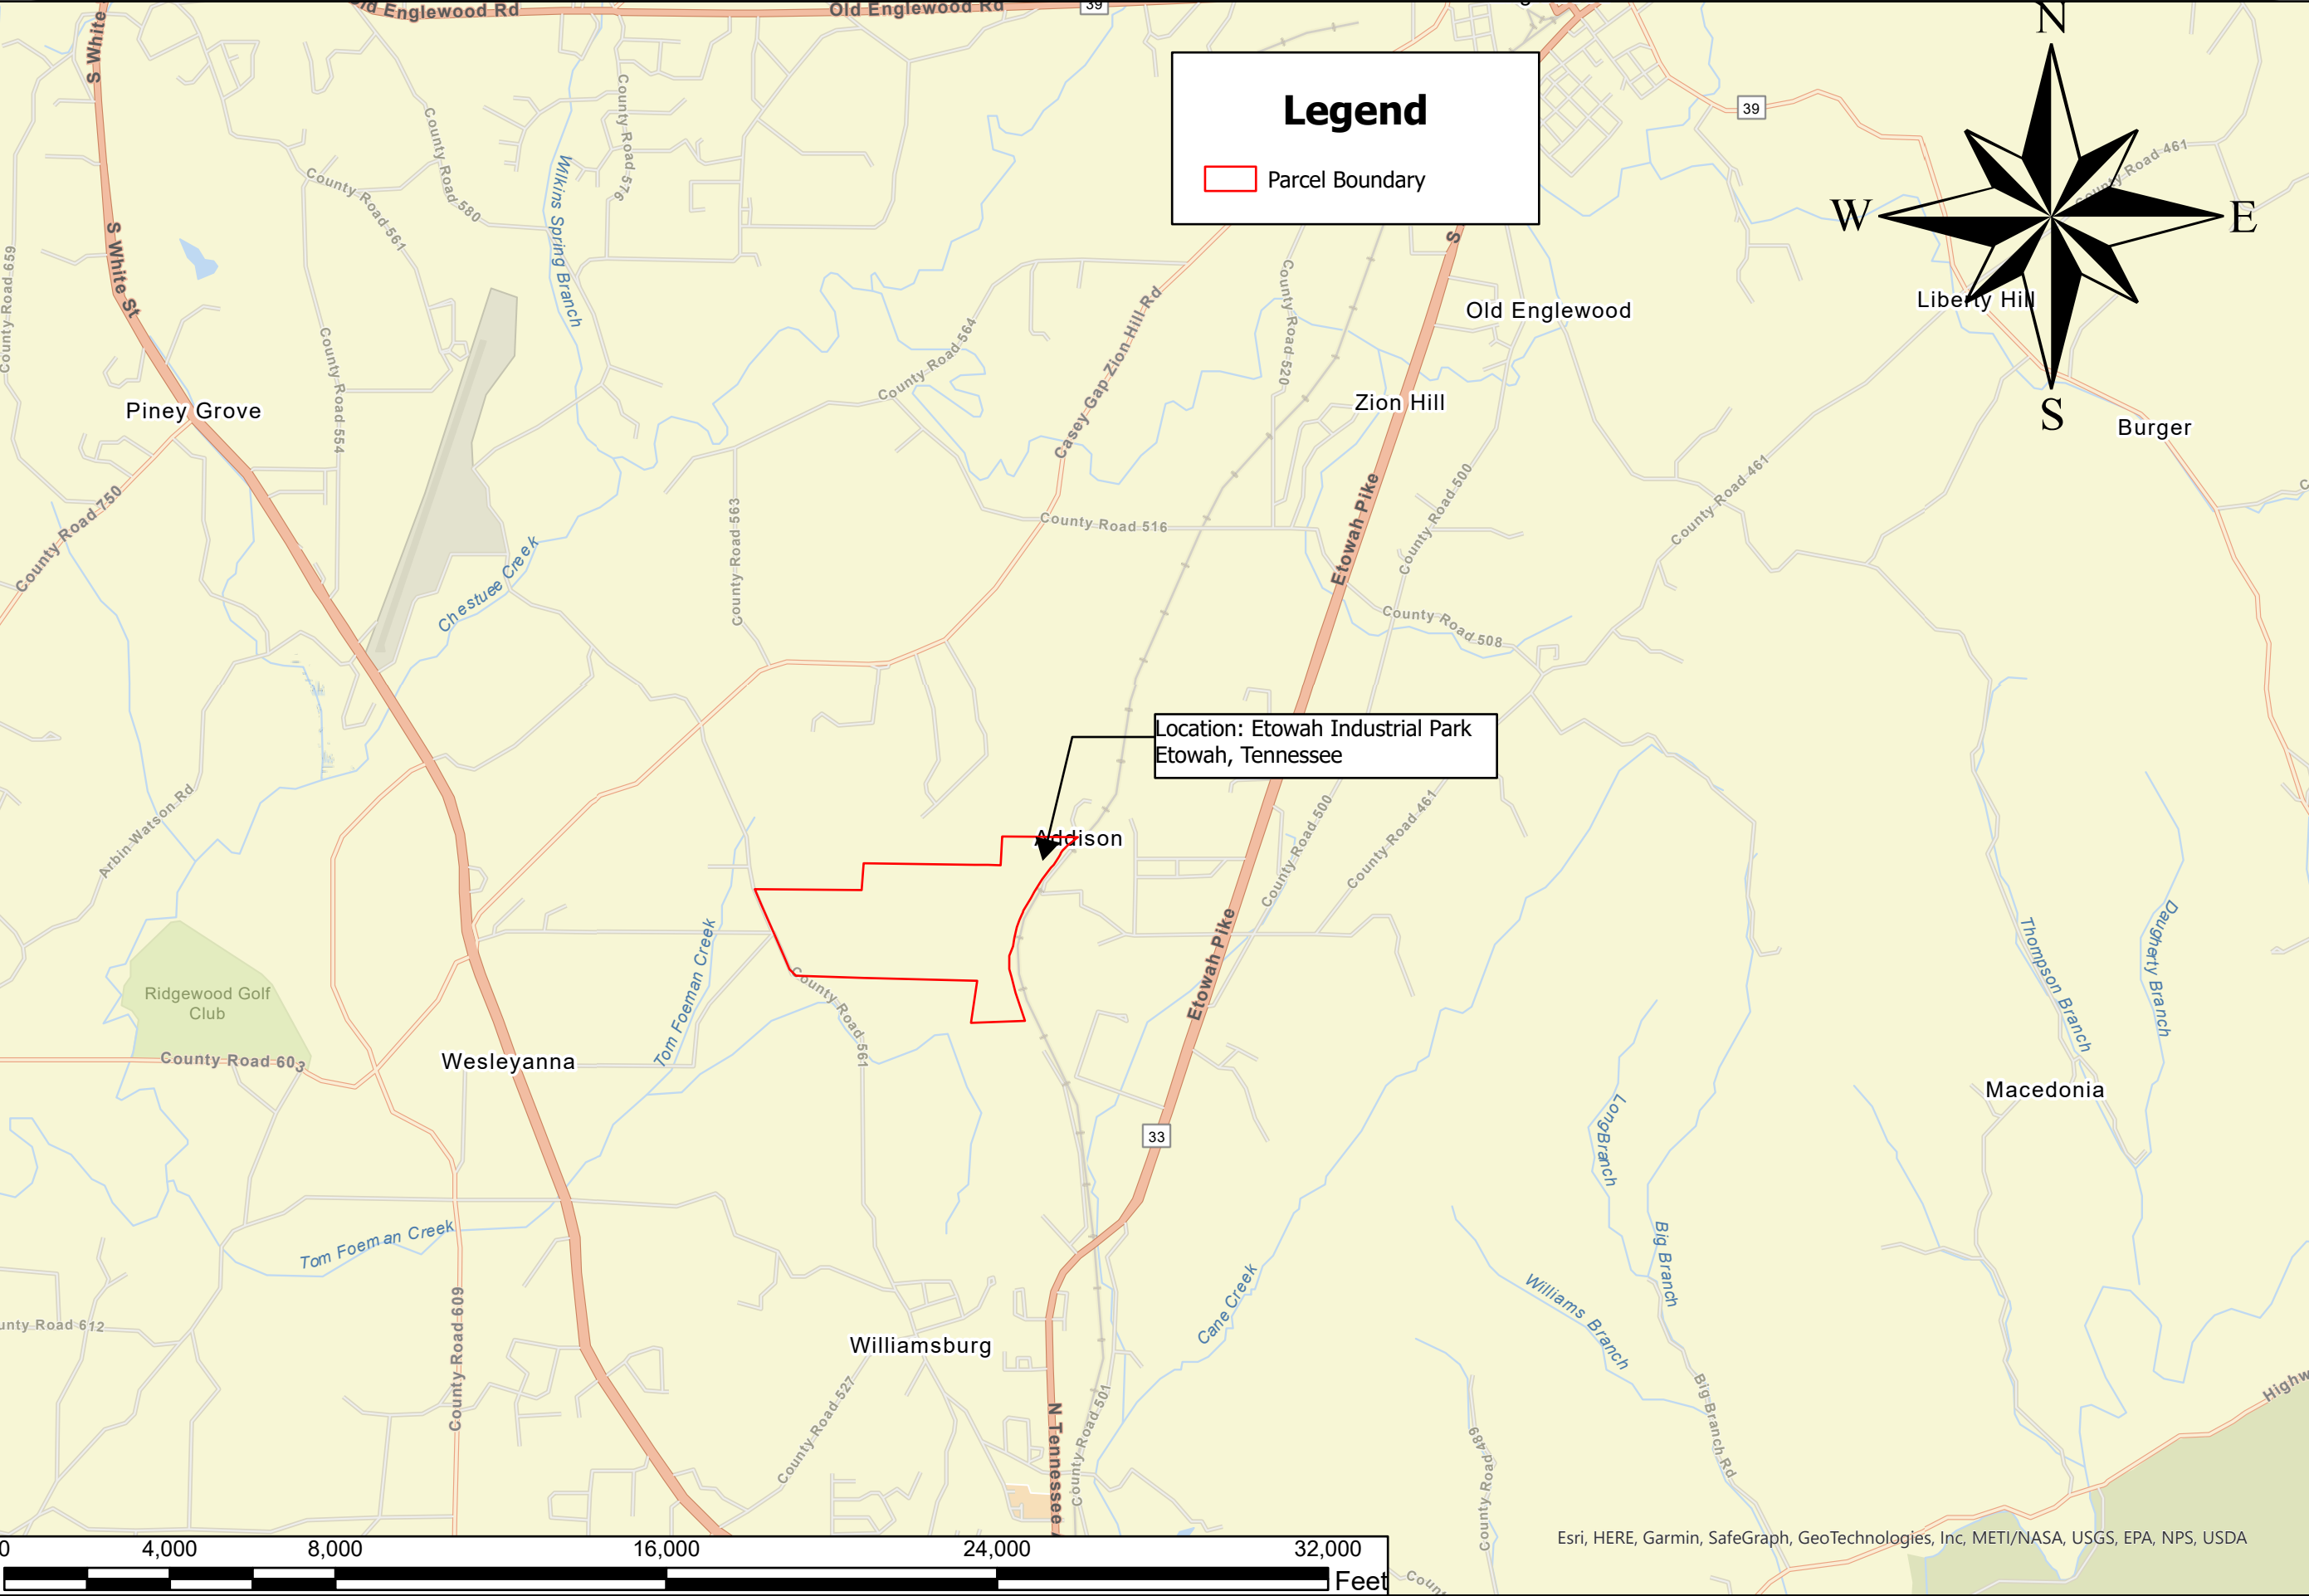 Old Englewood Rd
Old Englewood Rd
39
N
S White
Legend
Parcel Boundary
39
County Road 461
W
E
S
County Road 576
County Road 580
County Road 561
Wilkins Spring Branch
S White St
County Road 659
S
Old Englewood
Liberty Hill
County Road 520
Casey Gap Zion Hill Rd
County Road 564
County Road 554
Piney Grove
Zion Hill
Burger
County Road 750
Chestuee Creek
County Road 563
County Road 516
Etowah Pike
County Road 500
County Road 461
County Road 508
Location: Etowah Industrial Park
Etowah, Tennessee
Arbin Watson Rd
Addison
County Road 500
County Road 461
Ridgewood Golf
Club
Tom Foeman Creek
County Road 561
Etowah Pike
Thompson Branch
Daugherty Branch
County Road 603
Wesleyanna
Macedonia
33
Long Branch
Big Branch
Tom Foeman Creek
Cane Creek
Williams Branch
unty Road 612
County Road 609
Williamsburg
County Road 527
N Tennessee
County Road 501
County Road 489
Big Branch Rd
Highw
Esri, HERE, Garmin, SafeGraph, GeoTechnologies, Inc, METI/NASA, USGS, EPA, NPS, USDA
0 4,000 8,000 16,000 24,000 32,000
Feet
Coun